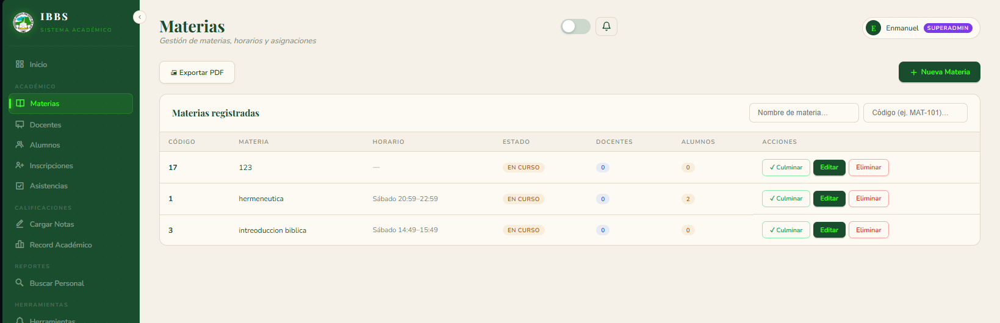 IBBS
SISTEMA ACADÉMICO
Inicio
ACADÉMICO
Materias
Docentes
Alumnos
Inscripciones
Asistencias
CALIFICACIONES
Cargar Notas
Record Académico
REPORTES
Buscar Personal
HERRAMIENTAS
Herramientas
Materias
Gestión de materias, horarios y asignaciones
E Enmanuel SUPERADMIN
Exportar PDF
+ Nueva Materia
Materias registradas
Nombre de materia...
Código (ej. MAT-101)...
CÓDIGO MATERIA HORARIO ESTADO DOCENTES ALUMNOS ACCIONES
17 123 — EN CURSO 0 0 ✓ Culminar Editar Eliminar
1 hermeneutica Sábado 20:59–22:59 EN CURSO 0 2 ✓ Culminar Editar Eliminar
3 intreoduccion biblica Sábado 14:49–15:49 EN CURSO 0 0 ✓ Culminar Editar Eliminar